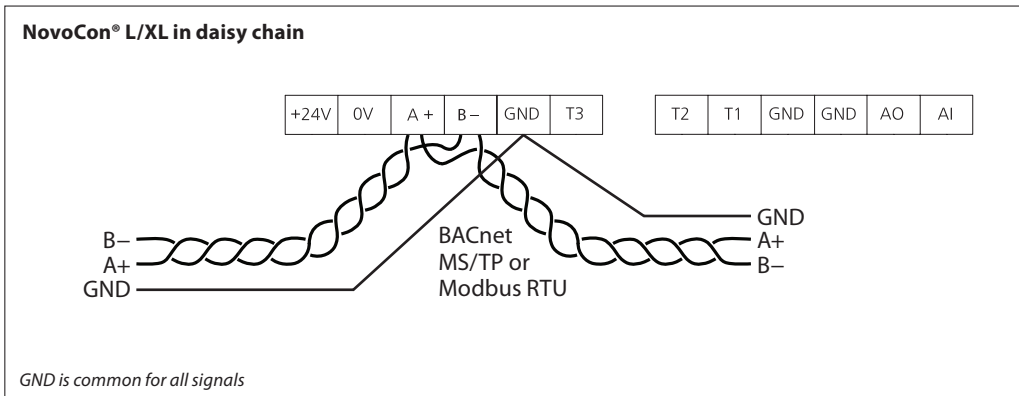 NovoCon® L/XL in daisy chain
+24V 0V A + B – GND T3 T2 T1 GND GND AO AI
GND
B– A+
A+ B–
GND
BACnet
MS/TP or
Modbus RTU
GND is common for all signals